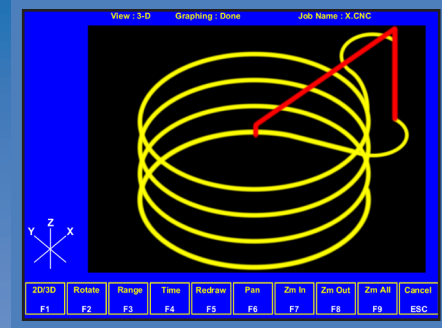 View : 3-D Graphing : Done Job Name : X.CNC
Z
Y X
2D/3D Rotate Range Time Redraw Pan Zm In Zm Out Zm All Cancel
F1 F2 F3 F4 F5 F6 F7 F8 F9 ESC